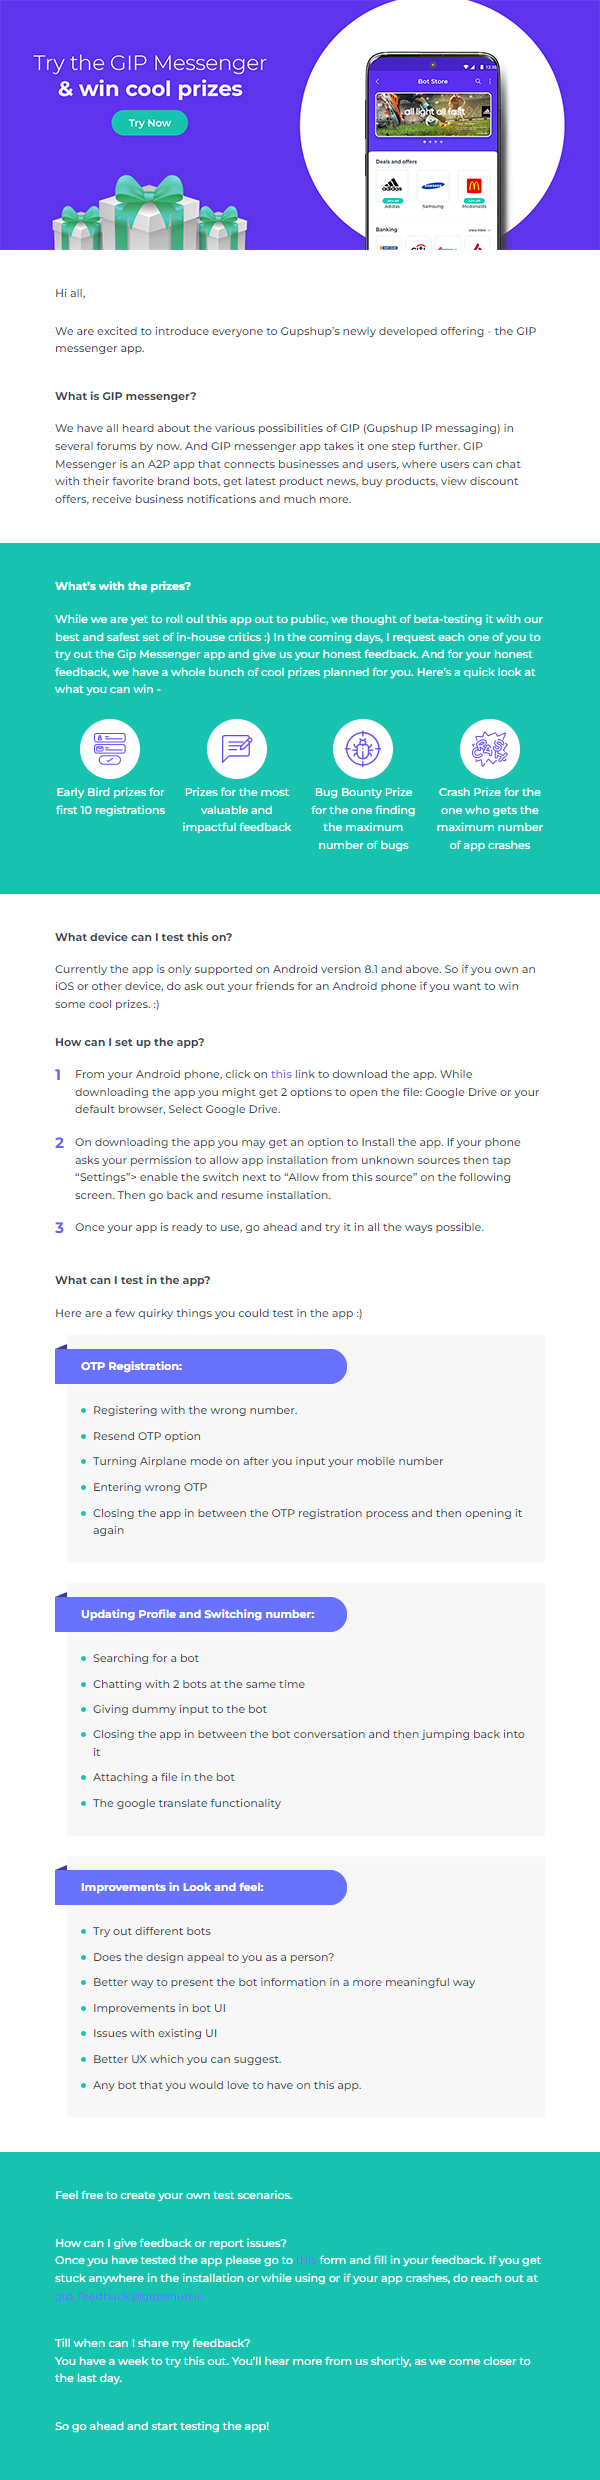 Try the GIP Messenger
& win cool prizes
Try Now
12:30
Bot Store
all light all fast
Deals and offers
adidas
SAMSUNG
Adidas
Samsung
Mcdonalds
Banking
View More
citi
Hi all,
We are excited to introduce everyone to Gupshup’s newly developed offering - the GIP
messenger app.
What is GIP messenger?
We have all heard about the various possibilities of GIP (Gupshup IP messaging) in
several forums by now. And GIP messenger app takes it one step further. GIP
Messenger is an A2P app that connects businesses and users, where users can chat
with their favorite brand bots, get latest product news, buy products, view discount
offers, receive business notifications and much more.
What’s with the prizes?
While we are yet to roll oul this app out to public, we thought of beta-testing it with our
best and safest set of in-house critics :) In the coming days, I request each one of you to
try out the Gip Messenger app and give us your honest feedback. And for your honest
feedback, we have a whole bunch of cool prizes planned for you. Here’s a quick look at
what you can win -
Early Bird prizes for
first 10 registrations
Prizes for the most
valuable and
impactful feedback
Bug Bounty Prize
for the one finding
the maximum
number of bugs
CRASH
Crash Prize for the
one who gets the
maximum number
of app crashes
What device can I test this on?
Currently the app is only supported on Android version 8.1 and above. So if you own an
iOS or other device, do ask out your friends for an Android phone if you want to win
some cool prizes. :)
How can I set up the app?
1 From your Android phone, click on this link to download the app. While
downloading the app you might get 2 options to open the file: Google Drive or your
default browser, Select Google Drive.
2 On downloading the app you may get an option to Install the app. If your phone
asks your permission to allow app installation from unknown sources then tap
“Settings”> enable the switch next to “Allow from this source” on the following
screen. Then go back and resume installation.
3 Once your app is ready to use, go ahead and try it in all the ways possible.
What can I test in the app?
Here are a few quirky things you could test in the app :)
OTP Registration:
Registering with the wrong number.
Resend OTP option
Turning Airplane mode on after you input your mobile number
Entering wrong OTP
Closing the app in between the OTP registration process and then opening it
again
Updating Profile and Switching number:
Searching for a bot
Chatting with 2 bots at the same time
Giving dummy input to the bot
Closing the app in between the bot conversation and then jumping back into
it
Attaching a file in the bot
The google translate functionality
Improvements in Look and feel:
Try out different bots
Does the design appeal to you as a person?
Better way to present the bot information in a more meaningful way
Improvements in bot UI
Issues with existing UI
Better UX which you can suggest.
Any bot that you would love to have on this app.
Feel free to create your own test scenarios.
How can I give feedback or report issues?
Once you have tested the app please go to this form and fill in your feedback. If you get
stuck anywhere in the installation or while using or if your app crashes, do reach out at
gip_feedback@gupshup.io
Till when can I share my feedback?
You have a week to try this out. You’ll hear more from us shortly, as we come closer to
the last day.
So go ahead and start testing the app!